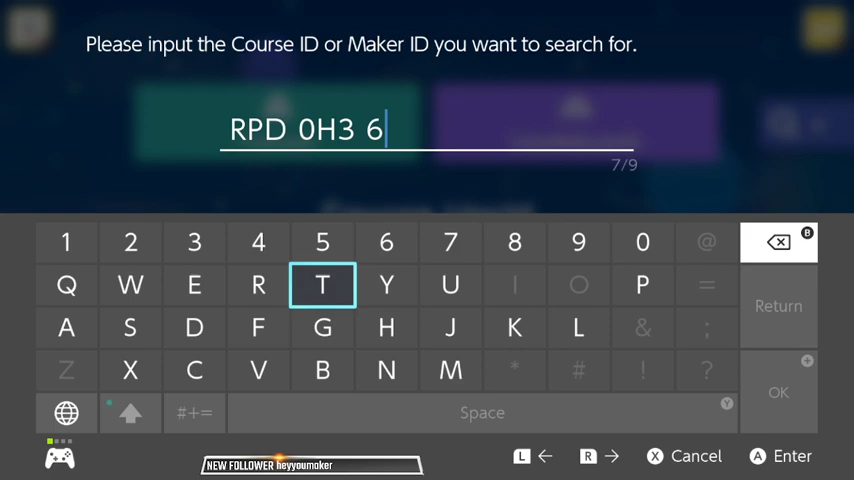 Please input the Course ID or Maker ID you want to search for.
RPD 0H3 6
7/9
1 2 3 4 5 6 7 8 9 0 @ B
Q W E R T Y U I O P =
Return
A S D F G H J K L & ;
Z X C V B N M * # ! ? +
OK
#+= Space Y
L ← R → X Cancel A Enter
NEW FOLLOWER heyyoumaker